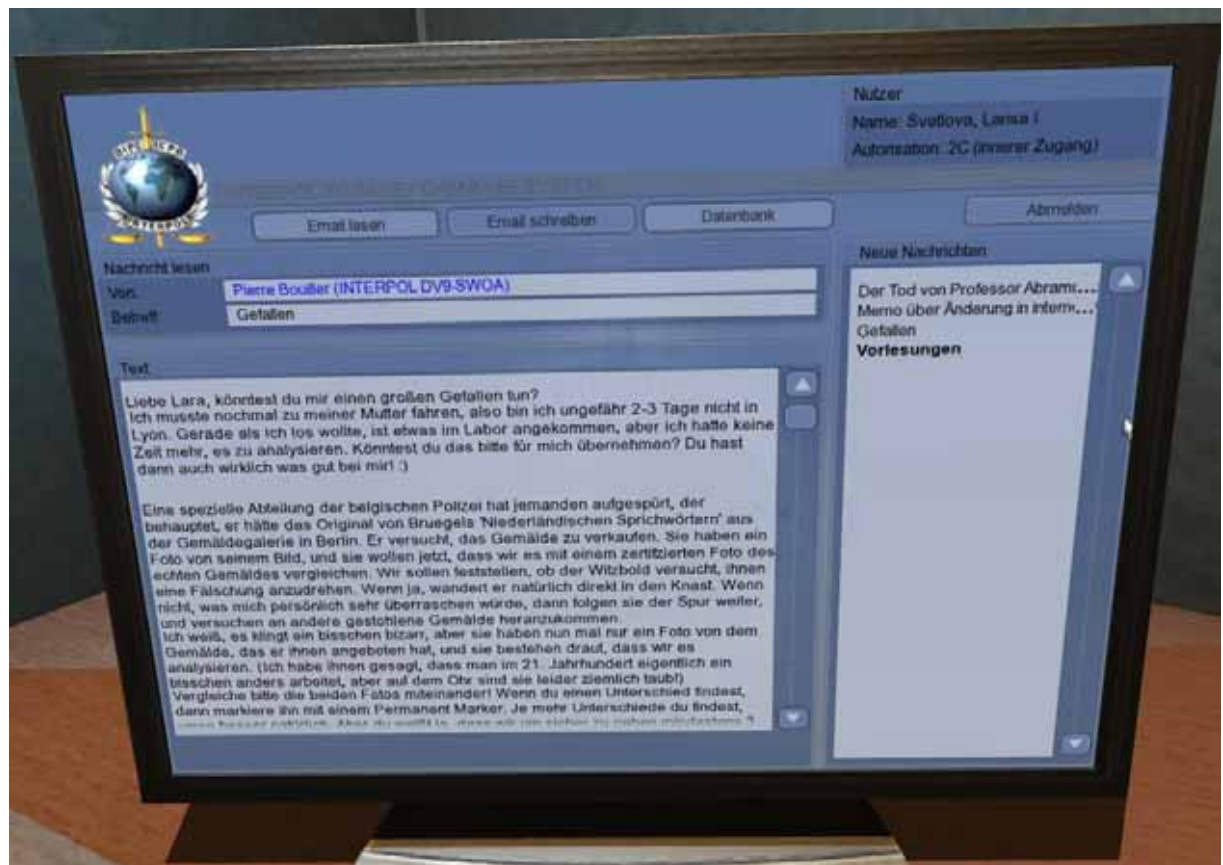 Nutzer
Name: Svetlova, Larisa I
Autorisation: 2C (innerer Zugang)
OIPC ICPO
INTERPOL
Email lesen
Email schreiben
Datenbank
Abmelden
Nachricht lesen
Von:
Pierre Boußer (INTERPOL DV9-SWOA)
Betreff:
Gefallen
Text
Liebe Lara, könntest du mir einen großen Gefallen tun?
Ich musste nochmal zu meiner Mutter fahren, also bin ich ungefähr 2-3 Tage nicht in
Lyon. Gerade als ich los wollte, ist etwas im Labor angekommen, aber ich hatte keine
Zeit mehr, es zu analysieren. Könntest du das bitte für mich übernehmen? Du hast
dann auch wirklich was gut bei mir! :)
Eine spezielle Abteilung der belgischen Polizei hat jemanden aufgespürt, der
behauptet, er hätte das Original von Bruegels 'Niederländischen Sprichwörtern' aus
der Gemäldegalerie in Berlin. Er versucht, das Gemälde zu verkaufen. Sie haben ein
Foto von seinem Bild, und sie wollen jetzt, dass wir es mit einem zertifzierten Foto des
echten Gemäldes vergleichen. Wir sollen feststellen, ob der Witzbold versucht, ihnen
eine Fälschung anzudrehen. Wenn ja, wandert er natürlich direkt in den Knast. Wenn
nicht, was mich persönlich sehr überraschen würde, dann folgen sie der Spur weiter,
und versuchen an andere gestohlene Gemälde heranzukommen.
Ich weiß, es klingt ein bisschen bizarr, aber sie haben nun mal nur ein Foto von dem
Gemälde, das er ihnen angeboten hat, und sie bestehen drauf, dass wir es
analysieren. (Ich habe ihnen gesagt, dass man im 21. Jahrhundert eigentlich ein
bisschen anders arbeitet, aber auf dem Ohr sind sie leider ziemlich taub!)
Vergleiche bitte die beiden Fotos miteinander! Wenn du einen Unterschied findest,
dann markiere ihn mit einem Permanent Marker. Je mehr Unterschiede du findest,
Neue Nachrichten
Der Tod von Professor Abrami...
Memo über Änderung in intern...
Gefallen
Vorlesungen